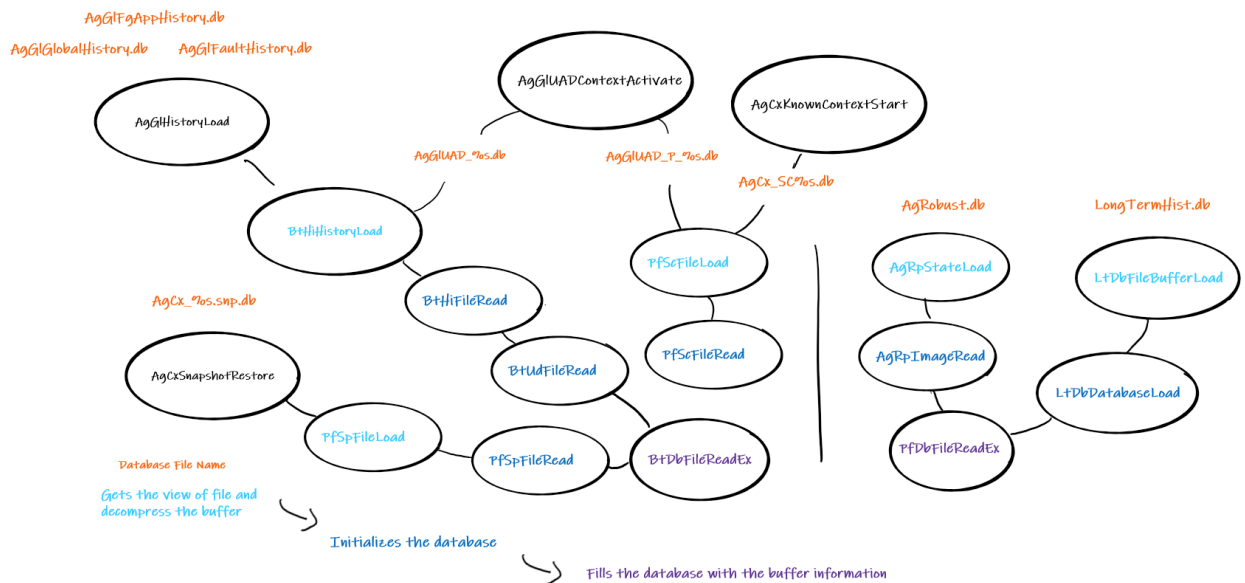 AgGlFgAppHistory.db
AgGlGlobalHistory.db
AgGlFaultHistory.db
AgGlHistoryLoad
AgGlUADContextActivate
AgCxKnownContextStart
AgGlUAD_%s.db
AgGlUAD_P_%s.db
AgCx_SC%s.db
AgRobust.db
LongTermHist.db
BtHiHistoryLoad
PfScFileLoad
AgRpStateLoad
LtDbFileBufferLoad
AgCx_%s.snp.db
BtHiFileRead
PfScFileRead
AgRpImageRead
AgCxSnapshotRestore
BtUdFileRead
LtDbDatabaseLoad
PfSpFileLoad
PfSpFileRead
BtDbFileReadEx
PfDbFileReadEx
Database File Name
Gets the view of file and
decompress the buffer
Initializes the database
Fills the database with the buffer information